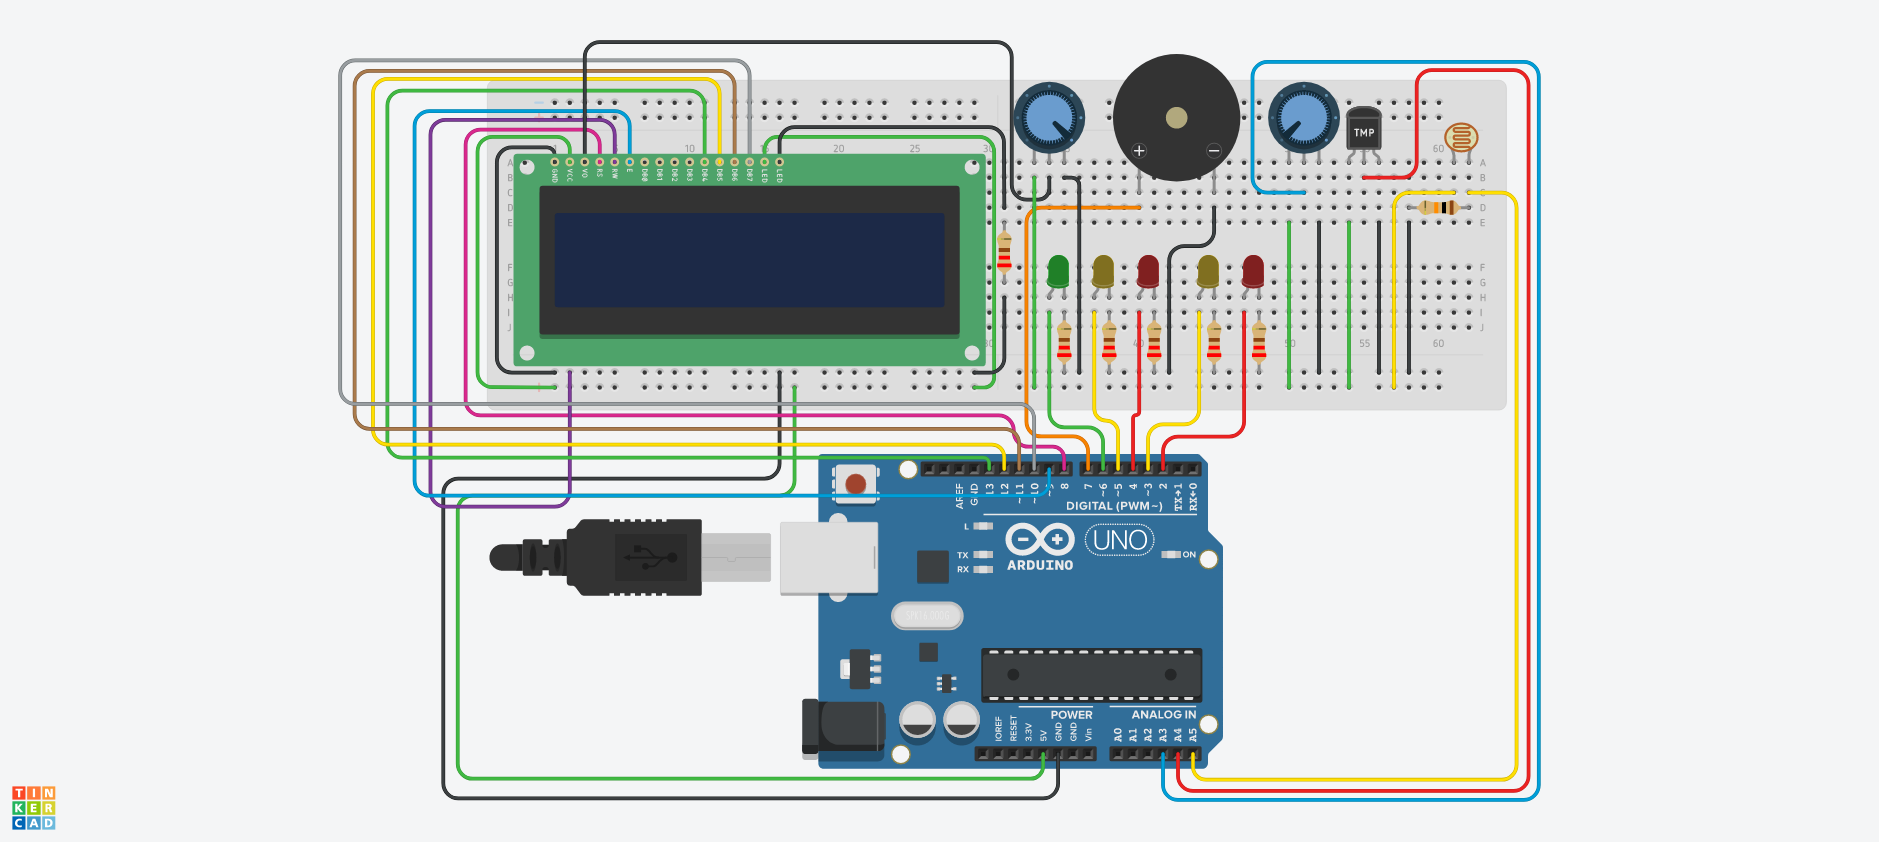 10 15 20 25 30
60
A A
B B
C C
D D
E E
F F
G G
H H
I I
J J
30 40 50 55 60
GND VCC V0 RS RW E DB0 DB1 DB2 DB3 DB4 DB5 DB6 DB7 LED LED
+ −
TMP
AREF GND 13 12 ~11 ~10 ~9 8 7 ~6 ~5 4 ~3 2 TX→1 RX←0
DIGITAL (PWM~)
L
TX
RX
UNO
ON
ARDUINO
POWER ANALOG IN
IOREF RESET 3.3V 5V GND GND Vin A0 A1 A2 A3 A4 A5
TIN
KER
CAD